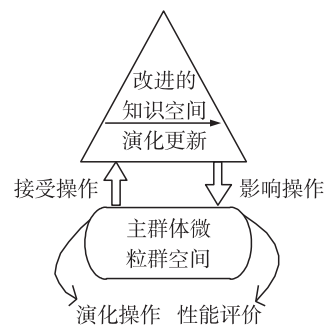 改进的
知识空间
演化更新
接受操作
影响操作
主群体微
粒群空间
演化操作
性能评价